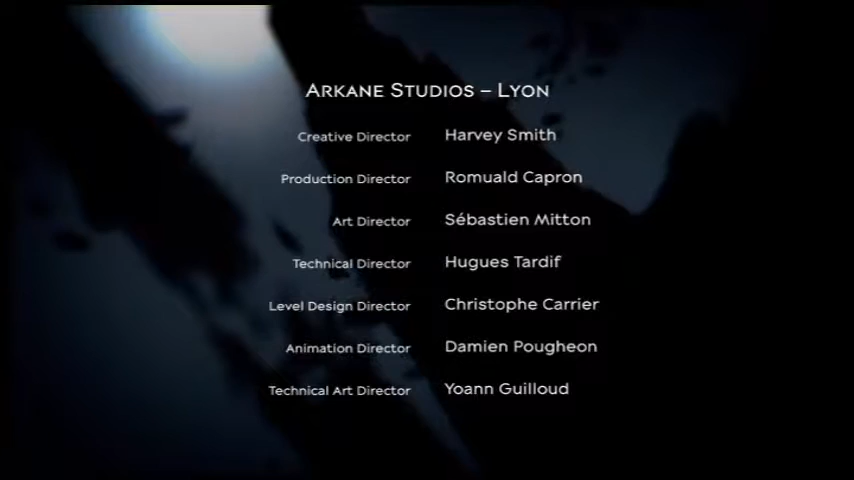 Arkane Studios – Lyon
Creative Director Harvey Smith
Production Director Romuald Capron
Art Director Sébastien Mitton
Technical Director Hugues Tardif
Level Design Director Christophe Carrier
Animation Director Damien Pougheon
Technical Art Director Yoann Guilloud